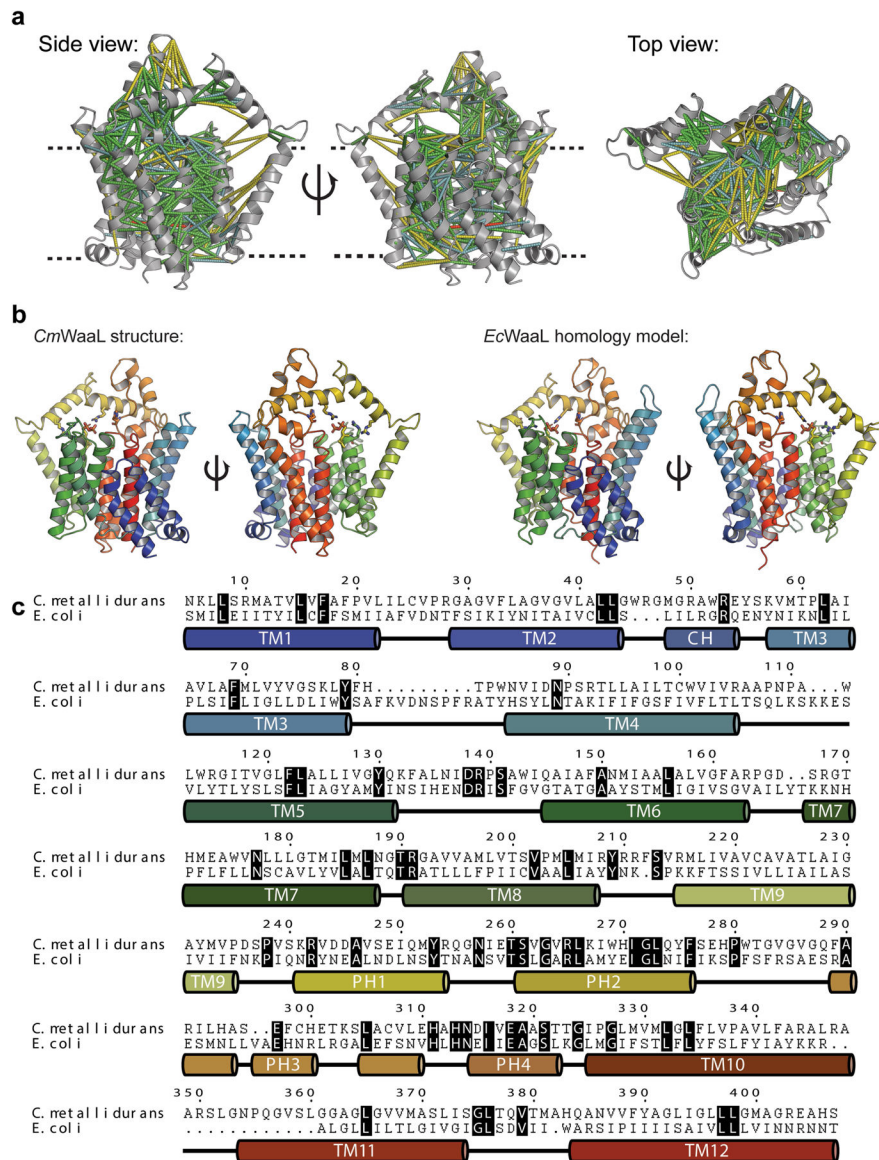 a
Side view:
Top view:
b
CmWaaL structure:
EcWaaL homology model:
c
10 20 30 40 50 60
C. metallidurans NKLLSRMATVLVFAFPVLILCVPRGAGVFLAGVGVLALLGWRGMGRAWREYSKVMTPLAI
E. coli SMILEIITYILCFFSMIIAFVDNTFSIKIYNITAIVCLLS...LILRGRQENYNIKNLIL
TM1 TM2 CH TM3
70 80 90 100 110
C. metallidurans AVLAFMLVYVGSKLYFH.........TPWNVIDNPSRTLLAILTCWVIVRAAPNPA...W
E. coli PLSIFLIGLLDLIWYSAFKVDNSPFRATYHSYLNTAKIFIFGSFIVFLTLTSQLKSKKES
TM3 TM4
120 130 140 150 160 170
C. metallidurans LWRGITVGLFLALLIVGYQKFALNIDRPSAWIQAIAFANMIAALALVGFARPGD..SRGT
E. coli VLYTLYSLSFLIAGYAMYINSIHENDRISFGVGTATGAAYSTMLIGIVSGVAILYTKKNH
TM5 TM6 TM7
180 190 200 210 220 230
C. metallidurans HMEAWVNLLLGTMILMLNGTRGAVVAMLVTSVPMLMIRYRRFSVRMLIVAVCAVATLAIG
E. coli PFLFLLNSCAVLYVLALTQTRATLLLFPIICVAALIAYYNK.SPKKFTSSIVLLIVILAS
TM7 TM8 TM9
240 250 260 270 280 290
C. metallidurans AYMVPDSPVSKRVDDAVSEIQMYRQGNIETSVGVRLKIWHIGLQYFSEHPWTGVGVGQFA
E. coli IVIIFNKPIQNRYNEALNDLNSYTNANSVTSLGARLAMYEIGLNIFIKSPFSFRSAEGRA
TM9 PH1 PH2
300 310 320 330 340
C. metallidurans RILHAS..EFCHETKSLACVLEHAHNDIVEAASTTGIPGLMVMLGLFLVPAVLFARALRA
E. coli ESMNLLVAEHNRLRGALEFSNVHLHNEIIEAGSLKGLMGIFSTLFLYFSLFYIAYKKR..
PH3 PH4 TM10
350 360 370 380 390 400
C. metallidurans ARSLGNPQGVSLGGAGLGVVMASLISGLTQVTMAHQANVVFYAGLIGLLLGMAGREAHS
E. coli ............ALGLLILTLGIVGIGLSDVII.WARSIPIIIISAIVLLLVINNRNNT
TM11 TM12